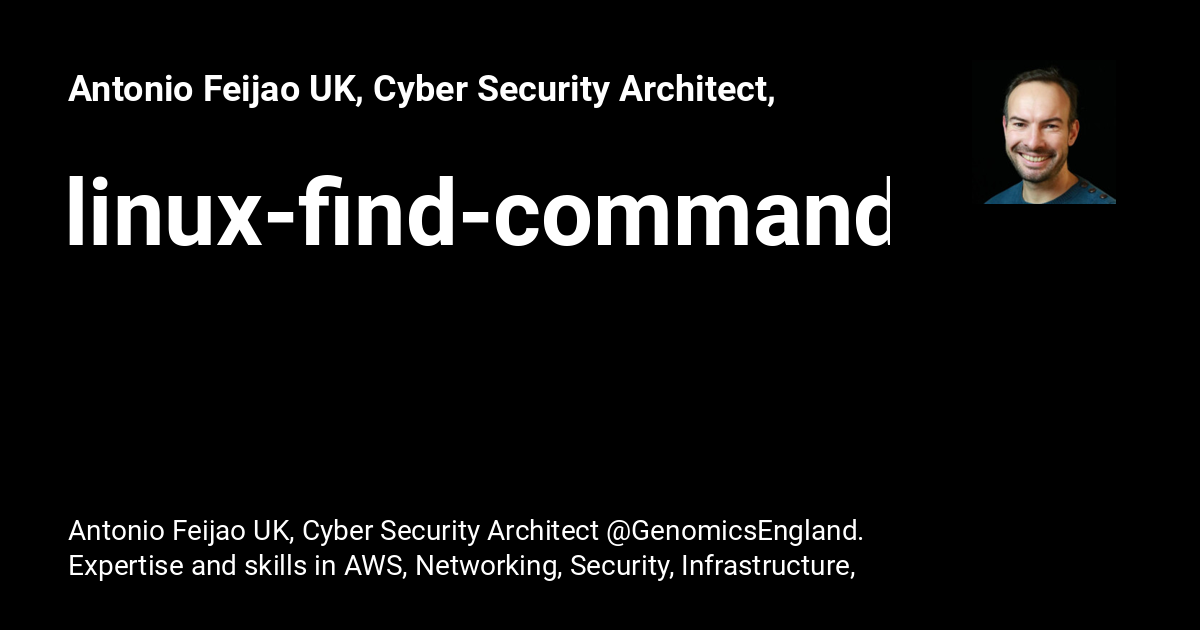 Antonio Feijao UK, Cyber Security Architect,
linux-find-command
Antonio Feijao UK, Cyber Security Architect @GenomicsEngland.
Expertise and skills in AWS, Networking, Security, Infrastructure,